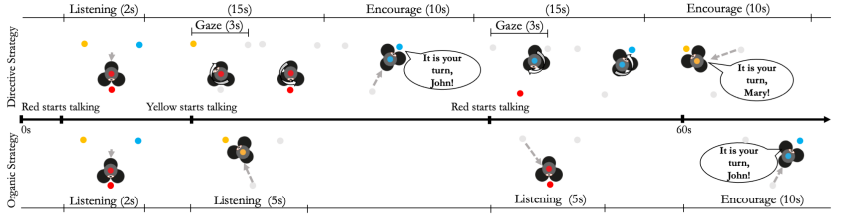 Listening (2s)
(15s)
Encourage (10s)
(15s)
Encourage (10s)
Gaze (3s)
Gaze (3s)
Directive Strategy
It is your
turn,
John!
It is your
turn,
Mary!
Red starts talking
Yellow starts talking
Red starts talking
0s
60s
Organic Strategy
It is your
turn,
John!
Listening (2s)
Listening (5s)
Listening (5s)
Encourage (10s)